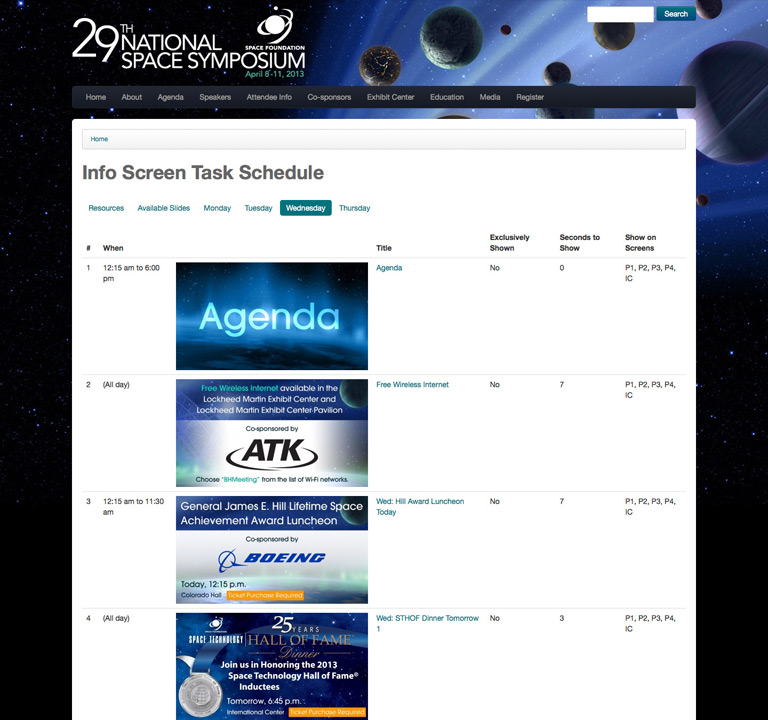 29TH
NATIONAL
SPACE SYMPOSIUM
SPACE FOUNDATION
April 8-11, 2013
Search
Home About Agenda Speakers Attendee Info Co-sponsors Exhibit Center Education Media Register
Home
Info Screen Task Schedule
Resources Available Slides Monday Tuesday Wednesday Thursday
# When Title Exclusively Shown Seconds to Show Show on Screens
1 12:15 am to 6:00 pm
Agenda
Agenda No 0 P1, P2, P3, P4, IC
2 (All day)
Free Wireless Internet available in the
Lockheed Martin Exhibit Center and
Lockheed Martin Exhibit Center Pavilion
Co-sponsored by
ATK
Choose "BHMeeting" from the list of Wi-Fi networks.
Free Wireless Internet No 7 P1, P2, P3, P4, IC
3 12:15 am to 11:30 am
General James E. Hill Lifetime Space
Achievement Award Luncheon
Co-sponsored by
BOEING
Today, 12:15 p.m.
Colorado Hall Ticket Purchase Required
Wed: Hill Award Luncheon Today No 7 P1, P2, P3, P4, IC
4 (All day)
SPACE TECHNOLOGY
25 YEARS
HALL OF FAME®
Dinner
Join us in Honoring the 2013
Space Technology Hall of Fame®
Inductees
Tomorrow, 6:45 p.m.
International Center Ticket Purchase Required
Wed: STHOF Dinner Tomorrow 1 No 3 P1, P2, P3, P4, IC